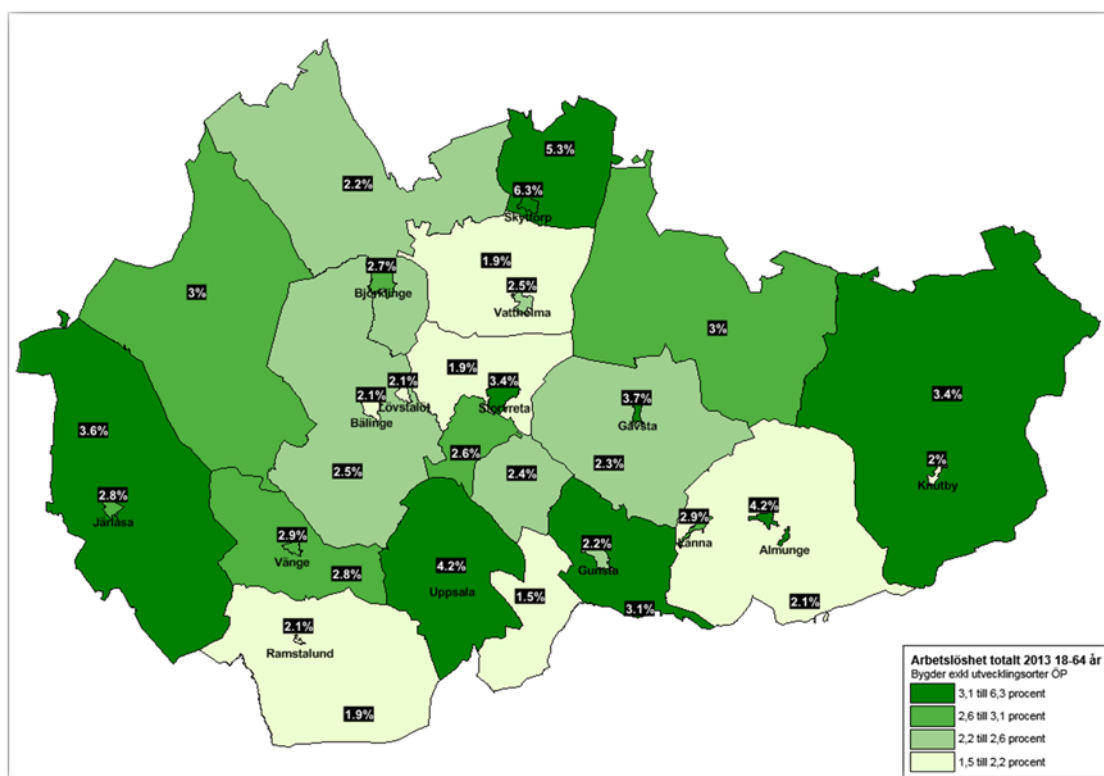 5.3%
2.2%
6.3%
Skyttorp
1.9%
2.7%
Björklinge
2.5%
Vattholma
3%
3%
1.9%
3.4%
Storvreta
2.1%
Lövstalöt
2.1%
Bälinge
3.7%
Gåvsta
3.4%
3.6%
2.6%
2.3%
2.5%
2.4%
2%
Knutby
2.8%
Järlåsa
4.2%
Almunge
2.9%
Länna
2.9%
Vänge
2.2%
Gunsta
4.2%
Uppsala
2.8%
1.5%
3.1%
2.1%
2.1%
Ramstalund
1.9%
Arbetslöshet totalt 2013 18-64 år
Bygder exkl utvecklingsorter ÖP
3,1 till 6,3 procent
2,6 till 3,1 procent
2,2 till 2,6 procent
1,5 till 2,2 procent